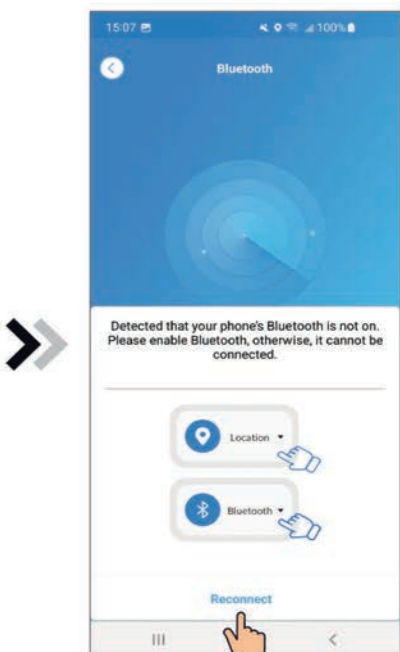 15:07
100%
Bluetooth
Detected that your phone's Bluetooth is not on.
Please enable Bluetooth, otherwise, it cannot be
connected.
Location
Bluetooth
Reconnect